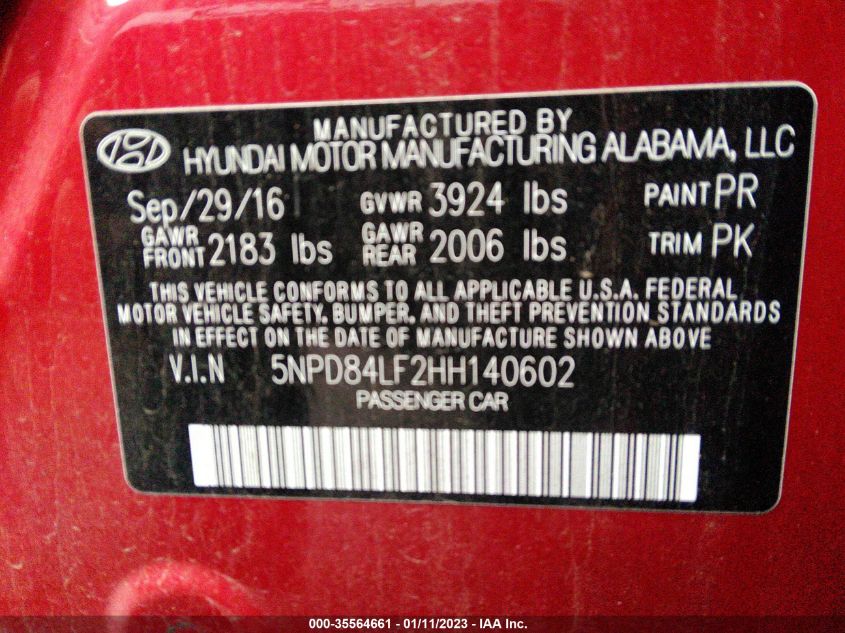 MANUFACTURED BY
HYUNDAI MOTOR MANUFACTURING ALABAMA, LLC
Sep/29/16 GVWR 3924 lbs PAINT PR
GAWR FRONT 2183 lbs GAWR REAR 2006 lbs TRIM PK
THIS VEHICLE CONFORMS TO ALL APPLICABLE U.S.A. FEDERAL
MOTOR VEHICLE SAFETY, BUMPER, AND THEFT PREVENTION STANDARDS
IN EFFECT ON THE DATE OF MANUFACTURE SHOWN ABOVE
V.I.N 5NPD84LF2HH140602
PASSENGER CAR
000-35564661 - 01/11/2023 - IAA Inc.